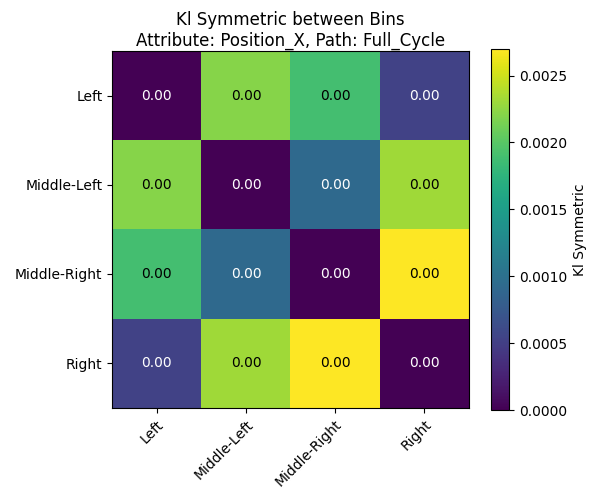 Kl Symmetric between Bins
Attribute: Position_X, Path: Full_Cycle
Left 0.00 0.00 0.00 0.00
Middle-Left 0.00 0.00 0.00 0.00
Middle-Right 0.00 0.00 0.00 0.00
Right 0.00 0.00 0.00 0.00
Left Middle-Left Middle-Right Right
0.0025
0.0020
0.0015
0.0010
0.0005
0.0000
Kl Symmetric